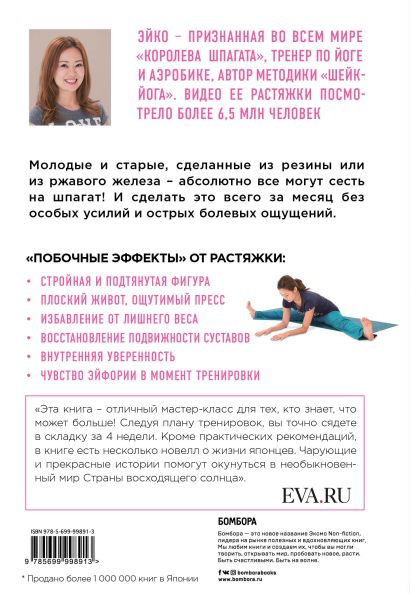 ЭЙКО – ПРИЗНАННАЯ ВО ВСЕМ МИРЕ
«КОРОЛЕВА ШПАГАТА», ТРЕНЕР ПО ЙОГЕ
И АЭРОБИКЕ, АВТОР МЕТОДИКИ «ШЕЙК-
ЙОГА». ВИДЕО ЕЕ РАСТЯЖКИ ПОСМО-
ТРЕЛО БОЛЕЕ 6,5 МЛН ЧЕЛОВЕК
Молодые и старые, сделанные из резины или
из ржавого железа – абсолютно все могут сесть
на шпагат! И сделать это всего за месяц без
особых усилий и острых болевых ощущений.
«ПОБОЧНЫЕ ЭФФЕКТЫ» ОТ РАСТЯЖКИ:
• СТРОЙНАЯ И ПОДТЯНУТАЯ ФИГУРА
• ПЛОСКИЙ ЖИВОТ, ОЩУТИМЫЙ ПРЕСС
• ИЗБАВЛЕНИЕ ОТ ЛИШНЕГО ВЕСА
• ВОССТАНОВЛЕНИЕ ПОДВИЖНОСТИ СУСТАВОВ
• ВНУТРЕННЯЯ УВЕРЕННОСТЬ
• ЧУВСТВО ЭЙФОРИИ В МОМЕНТ ТРЕНИРОВКИ
«Эта книга – отличный мастер-класс для тех, кто знает, что
может больше! Следуя плану тренировок, вы точно сядете
в складку за 4 недели. Кроме практических рекомендаций,
в книге есть несколько новелл о жизни японцев. Чарующие
и прекрасные истории помогут окунуться в необыкновен-
ный мир Страны восходящего солнца».
EVA.RU
ISBN 978-5-699-99891-3
9 785699 998913 >
БОМБОРА
Бомбора – это новое название Эксмо Non-fiction,
лидера на рынке полезных и вдохновляющих книг.
Мы любим книги и создаем их, чтобы вы могли
творить, открывать мир, пробовать новое, расти.
Быть счастливыми. Быть на волне.
bomborabooks
www.bombora.ru
* Продано более 1 000 000 книг в Японии